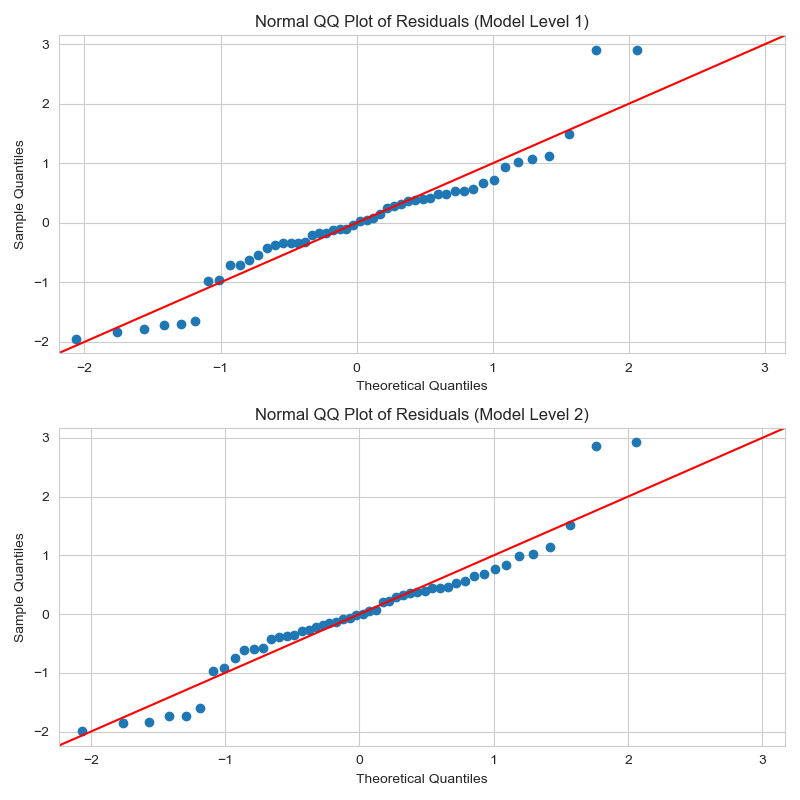 Normal QQ Plot of Residuals (Model Level 1)
3
2
1
0
−1
−2
Sample Quantiles
−2 −1 0 1 2 3
Theoretical Quantiles
Normal QQ Plot of Residuals (Model Level 2)
3
2
1
0
−1
−2
Sample Quantiles
−2 −1 0 1 2 3
Theoretical Quantiles